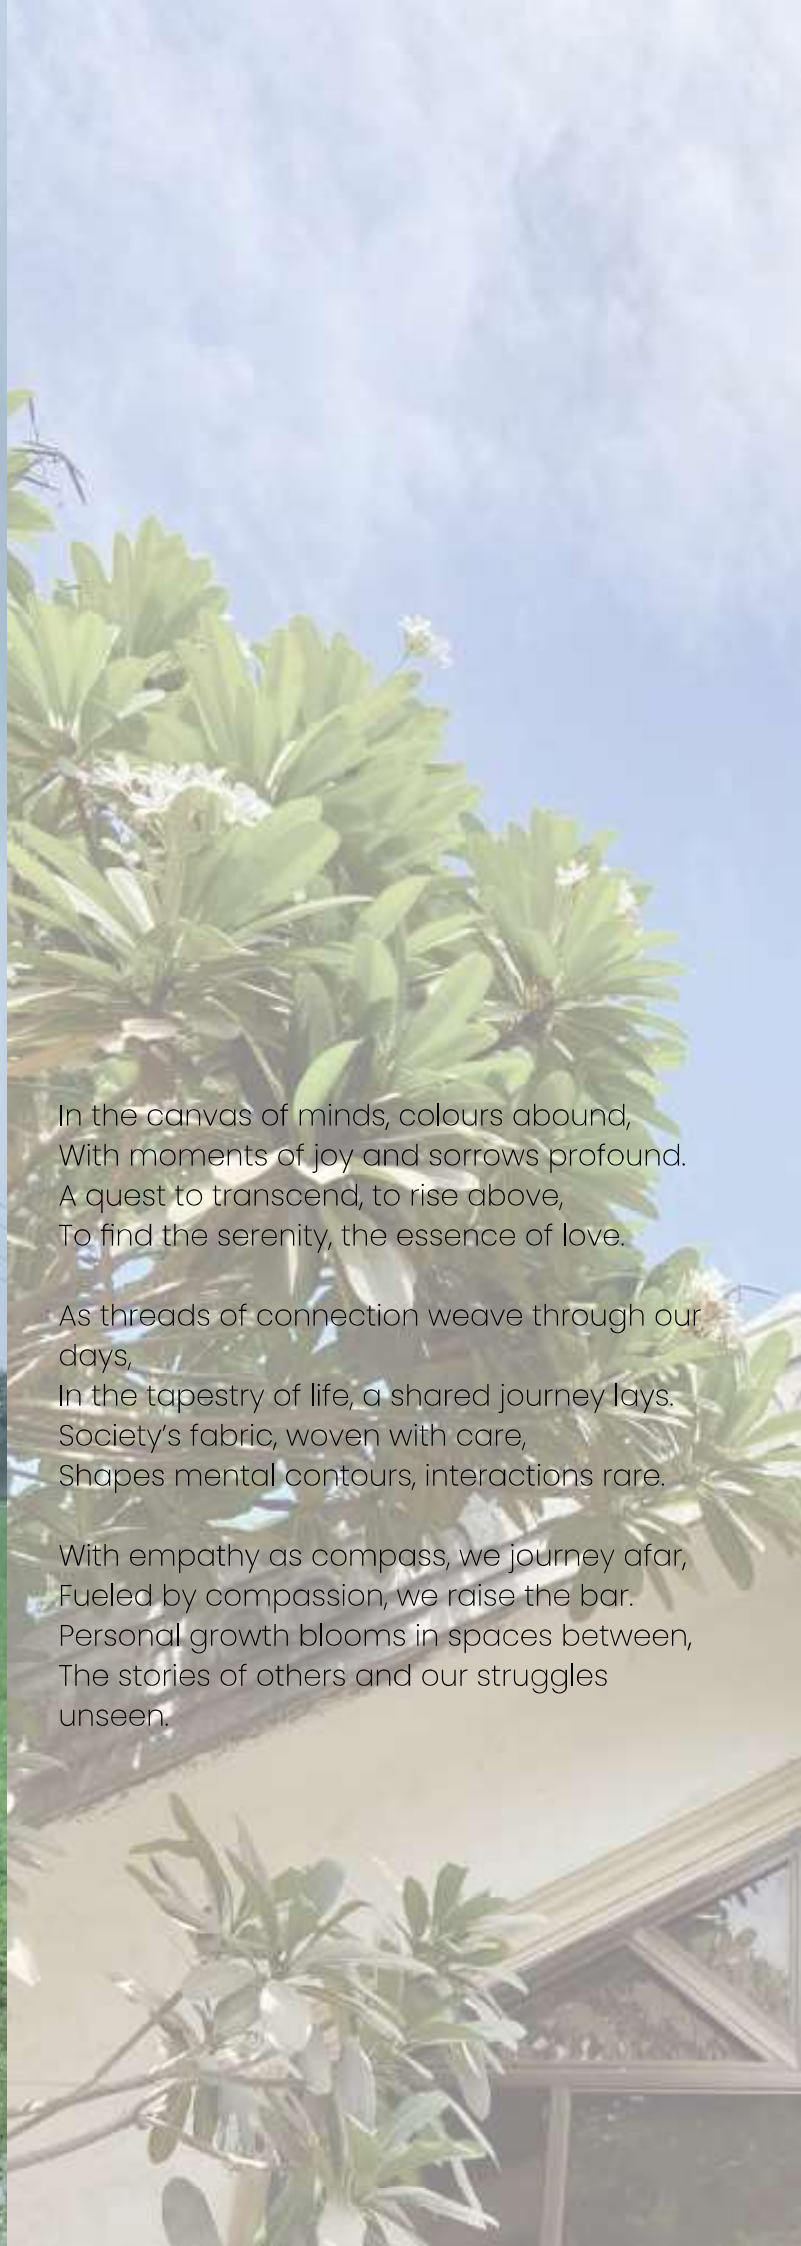 In the canvas of minds, colours abound,
With moments of joy and sorrows profound.
A quest to transcend, to rise above,
To find the serenity, the essence of love.
As threads of connection weave through our
days,
In the tapestry of life, a shared journey lays.
Society's fabric, woven with care,
Shapes mental contours, interactions rare.
With empathy as compass, we journey afar,
Fueled by compassion, we raise the bar.
Personal growth blooms in spaces between,
The stories of others and our struggles
unseen.